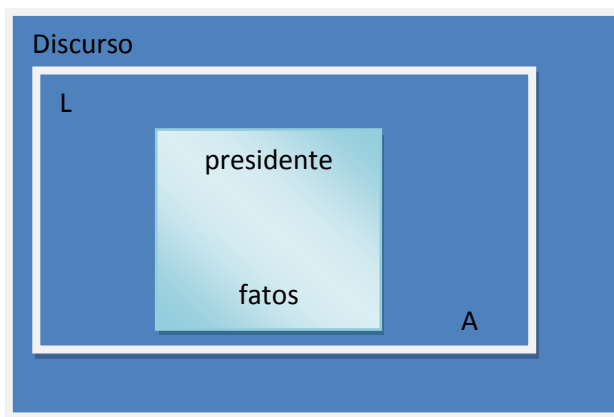 Discurso
L
presidente
fatos
A